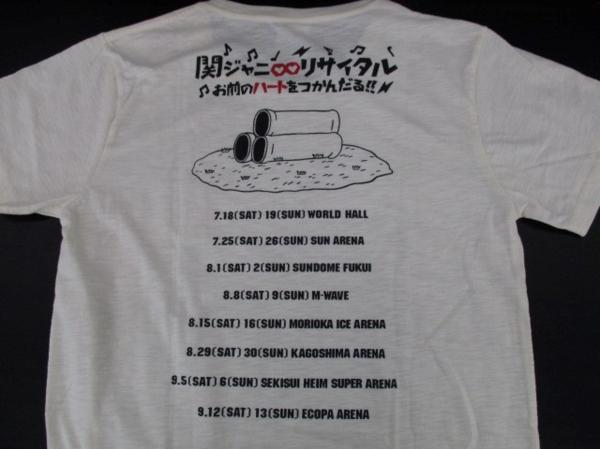 関ジャニ∞リサイタル
お前のハートをつかんだる!!
7.18(SAT) 19(SUN) WORLD HALL
7.25(SAT) 26(SUN) SUN ARENA
8.1(SAT) 2(SUN) SUNDOME FUKUI
8.8(SAT) 9(SUN) M-WAVE
8.15(SAT) 16(SUN) MORIOKA ICE ARENA
8.29(SAT) 30(SUN) KAGOSHIMA ARENA
9.5(SAT) 6(SUN) SEKISUI HEIM SUPER ARENA
9.12(SAT) 13(SUN) ECOPA ARENA